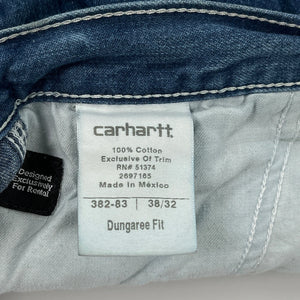 carhartt
100% Cotton
Exclusive Of Trim
RN# 51374
2697165
Made In México
382-83 | 38/32
Dungaree Fit
Designed
Exclusively
For Rental